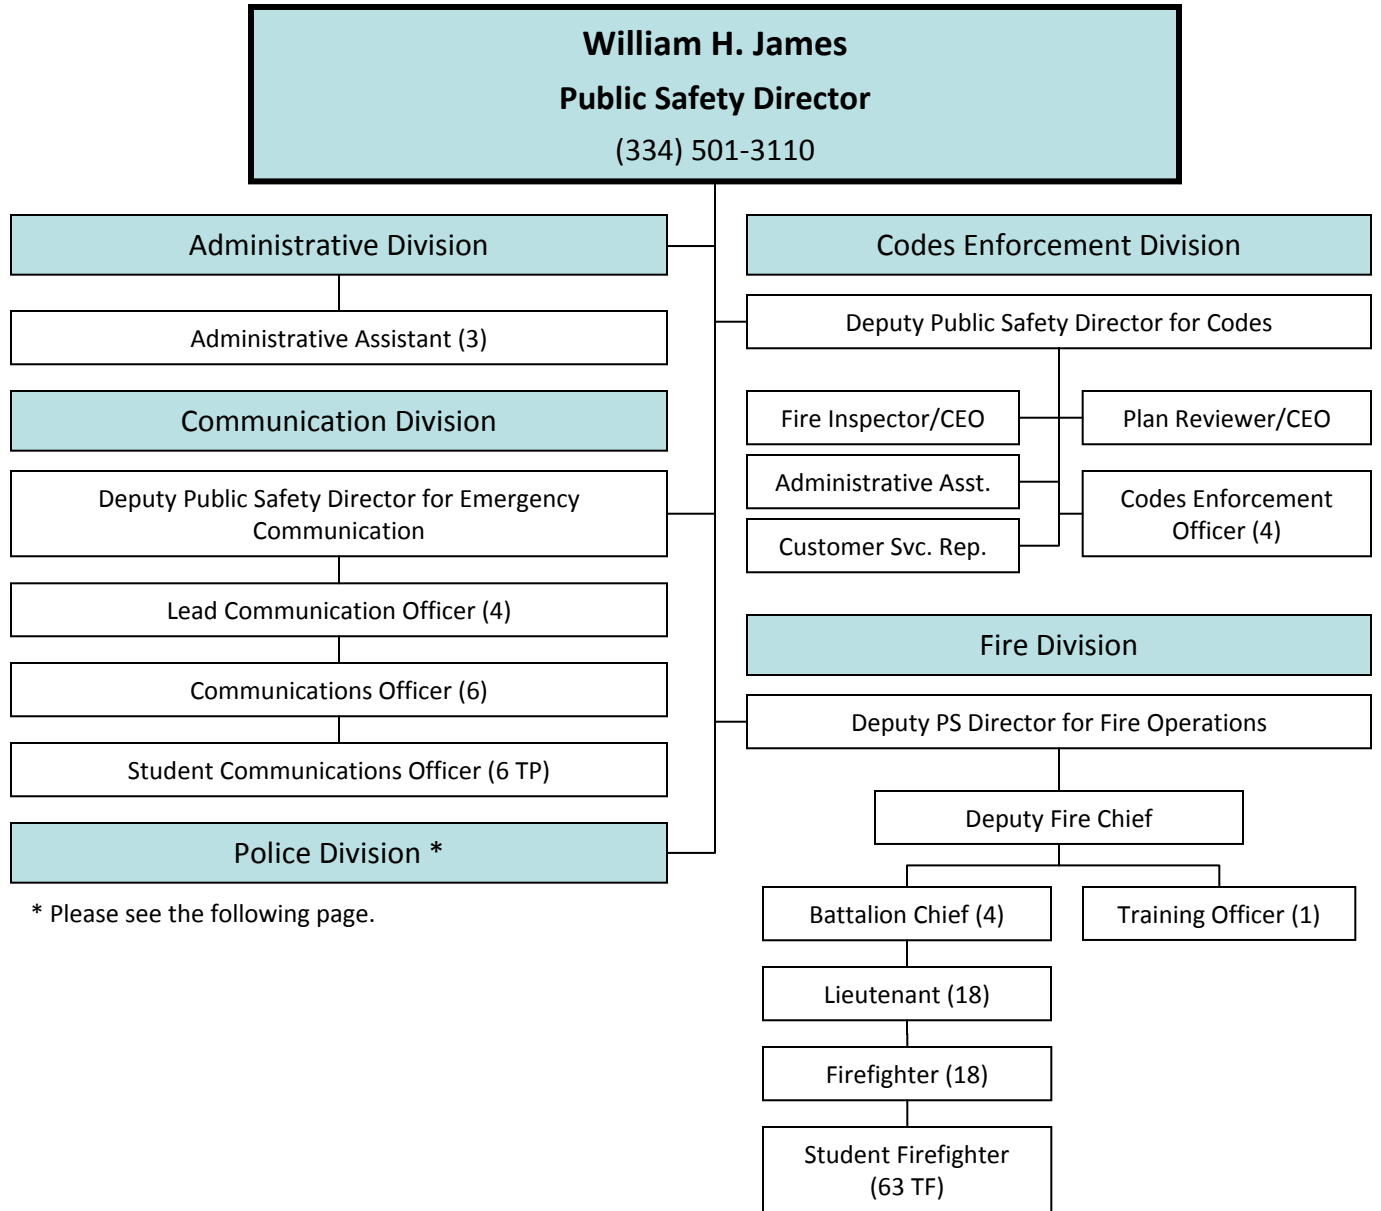 William H. James
Public Safety Director
(334) 501-3110
Administrative Division
Administrative Assistant (3)
Communication Division
Deputy Public Safety Director for Emergency
Communication
Lead Communication Officer (4)
Communications Officer (6)
Student Communications Officer (6 TP)
Police Division *
* Please see the following page.
Codes Enforcement Division
Deputy Public Safety Director for Codes
Fire Inspector/CEO
Plan Reviewer/CEO
Administrative Asst.
Codes Enforcement
Officer (4)
Customer Svc. Rep.
Fire Division
Deputy PS Director for Fire Operations
Deputy Fire Chief
Battalion Chief (4)
Training Officer (1)
Lieutenant (18)
Firefighter (18)
Student Firefighter
(63 TF)